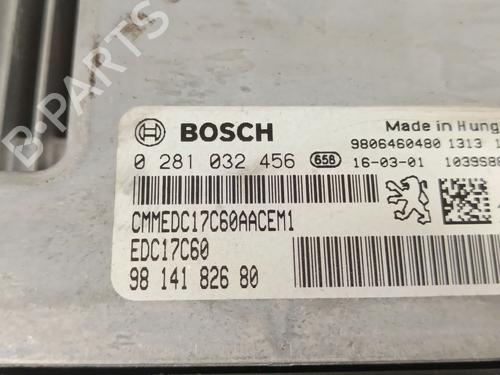 B-PARTS
BOSCH
Made in Hung
0 281 032 456 658
9806460480 1313
16-03-01 1039S88
CMMEDC17C60AACEM1
EDC17C60
98 141 826 80